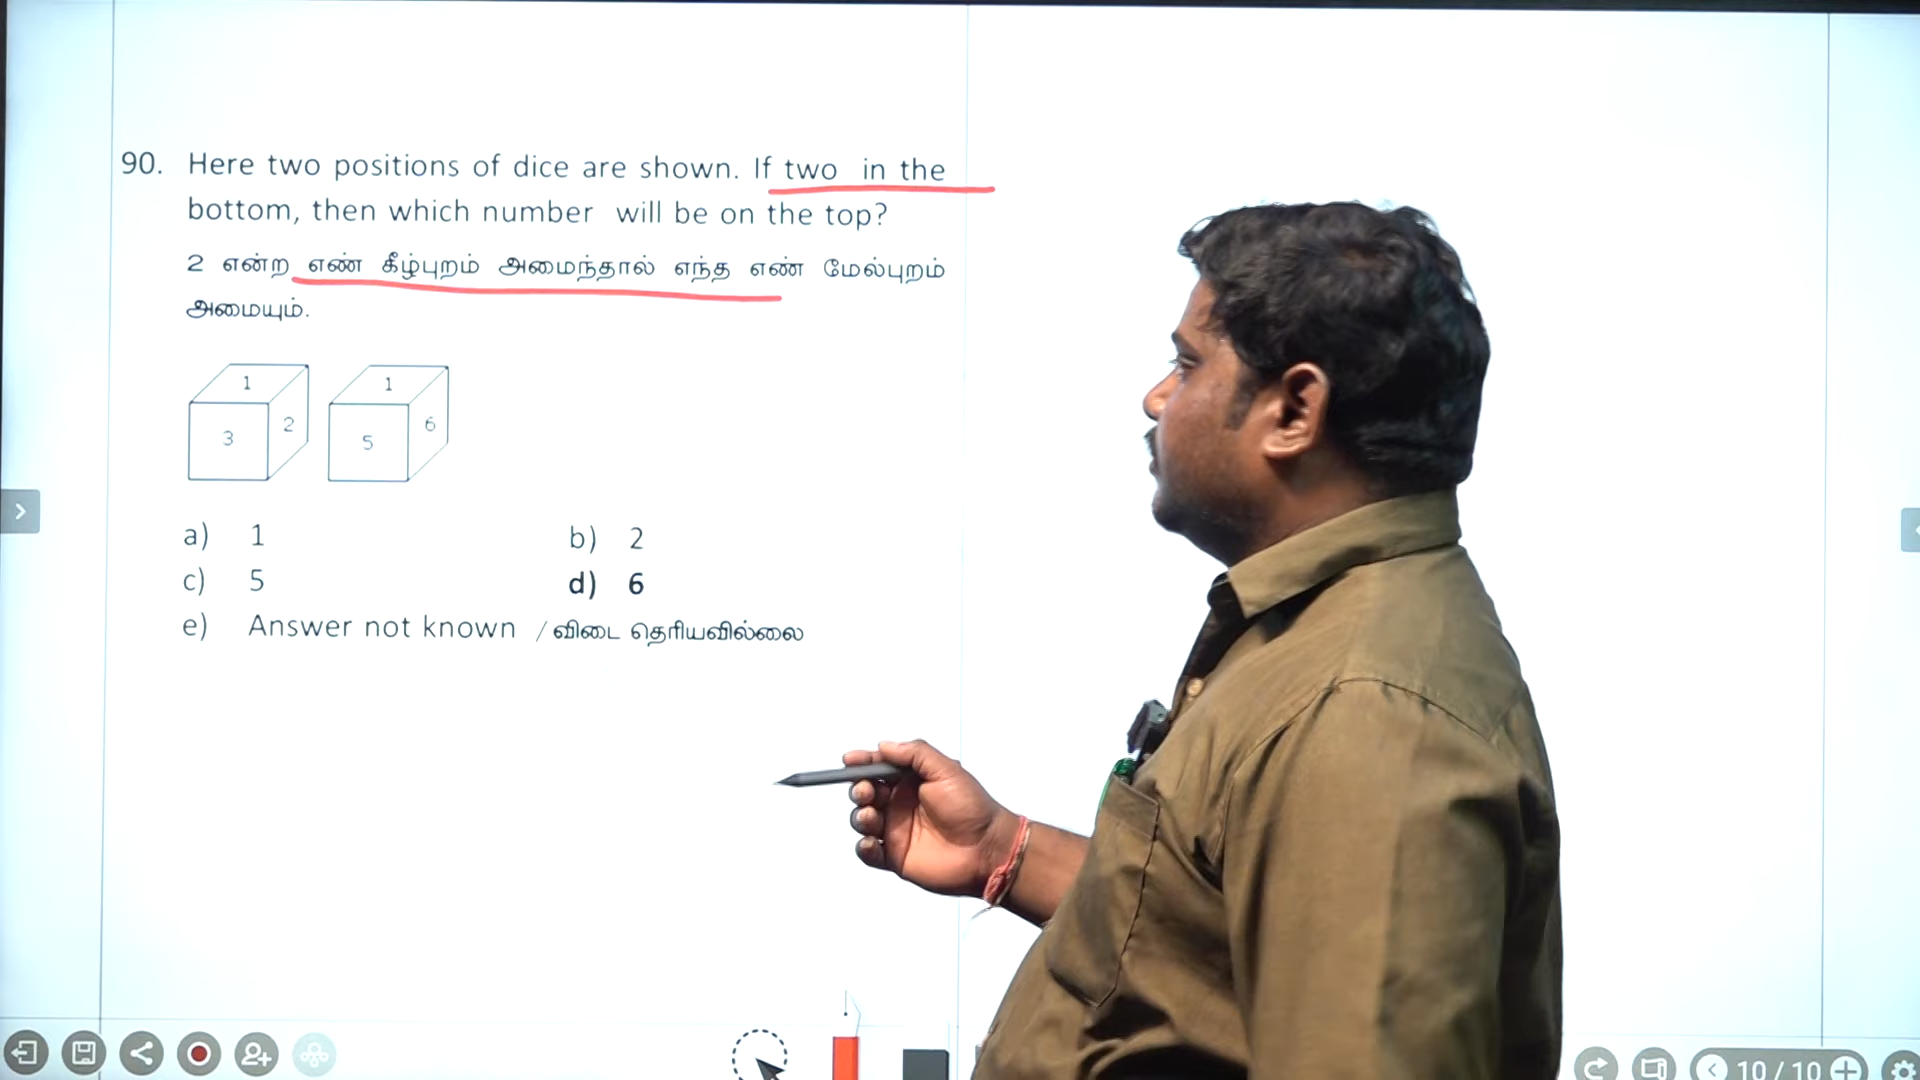 90. Here two positions of dice are shown. If two in the
bottom, then which number will be on the top?
2 என்ற எண் கீழ்புறம் அமைந்தால் எந்த எண் மேல்புறம்
அமையும்.
1 1
3 2 5 6
a) 1 b) 2
c) 5 d) 6
e) Answer not known / விடை தெரியவில்லை
10 / 10